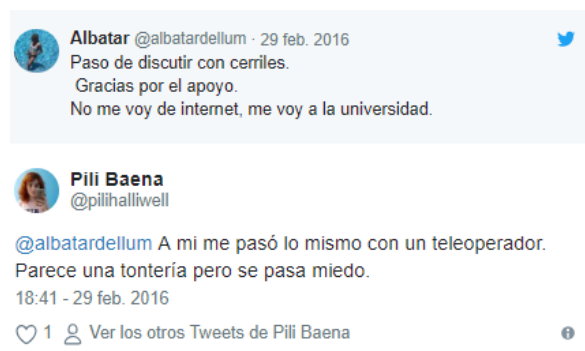 Albatar @albatardellum · 29 feb. 2016
Paso de discutir con cerriles.
Gracias por el apoyo.
No me voy de internet, me voy a la universidad.
Pili Baena
@pilihalliwell
@albatardellum A mi me pasó lo mismo con un teleoperador.
Parece una tontería pero se pasa miedo.
18:41 - 29 feb. 2016
1 Ver los otros Tweets de Pili Baena